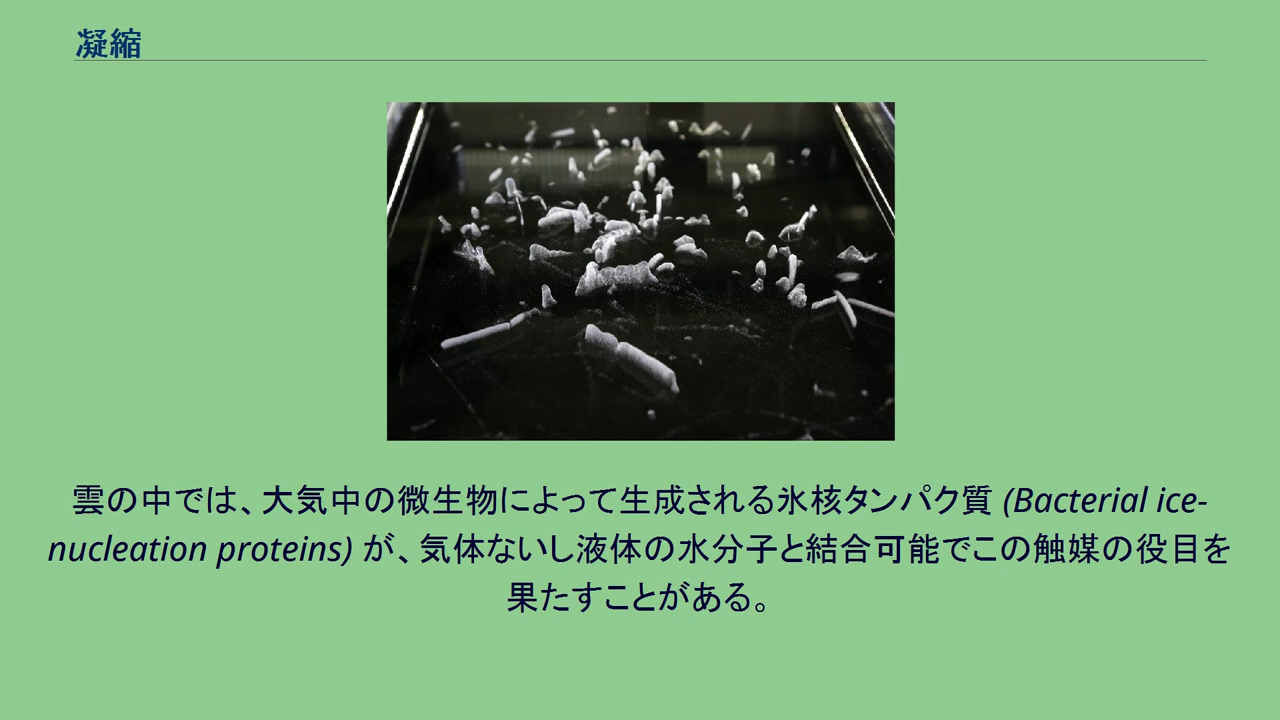 凝縮
雲の中では、大気中の微生物によって生成される氷核タンパク質 (Bacterial ice-
nucleation proteins) が、気体ないし液体の水分子と結合可能でこの触媒の役目を
果たすことがある。